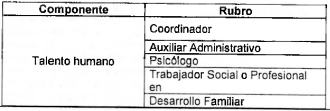 Componente Rubro
Coordinador
Auxiliar Administrativo
Talento humano Psicólogo
Trabajador Social o Profesional
en
Desarrollo Familiar